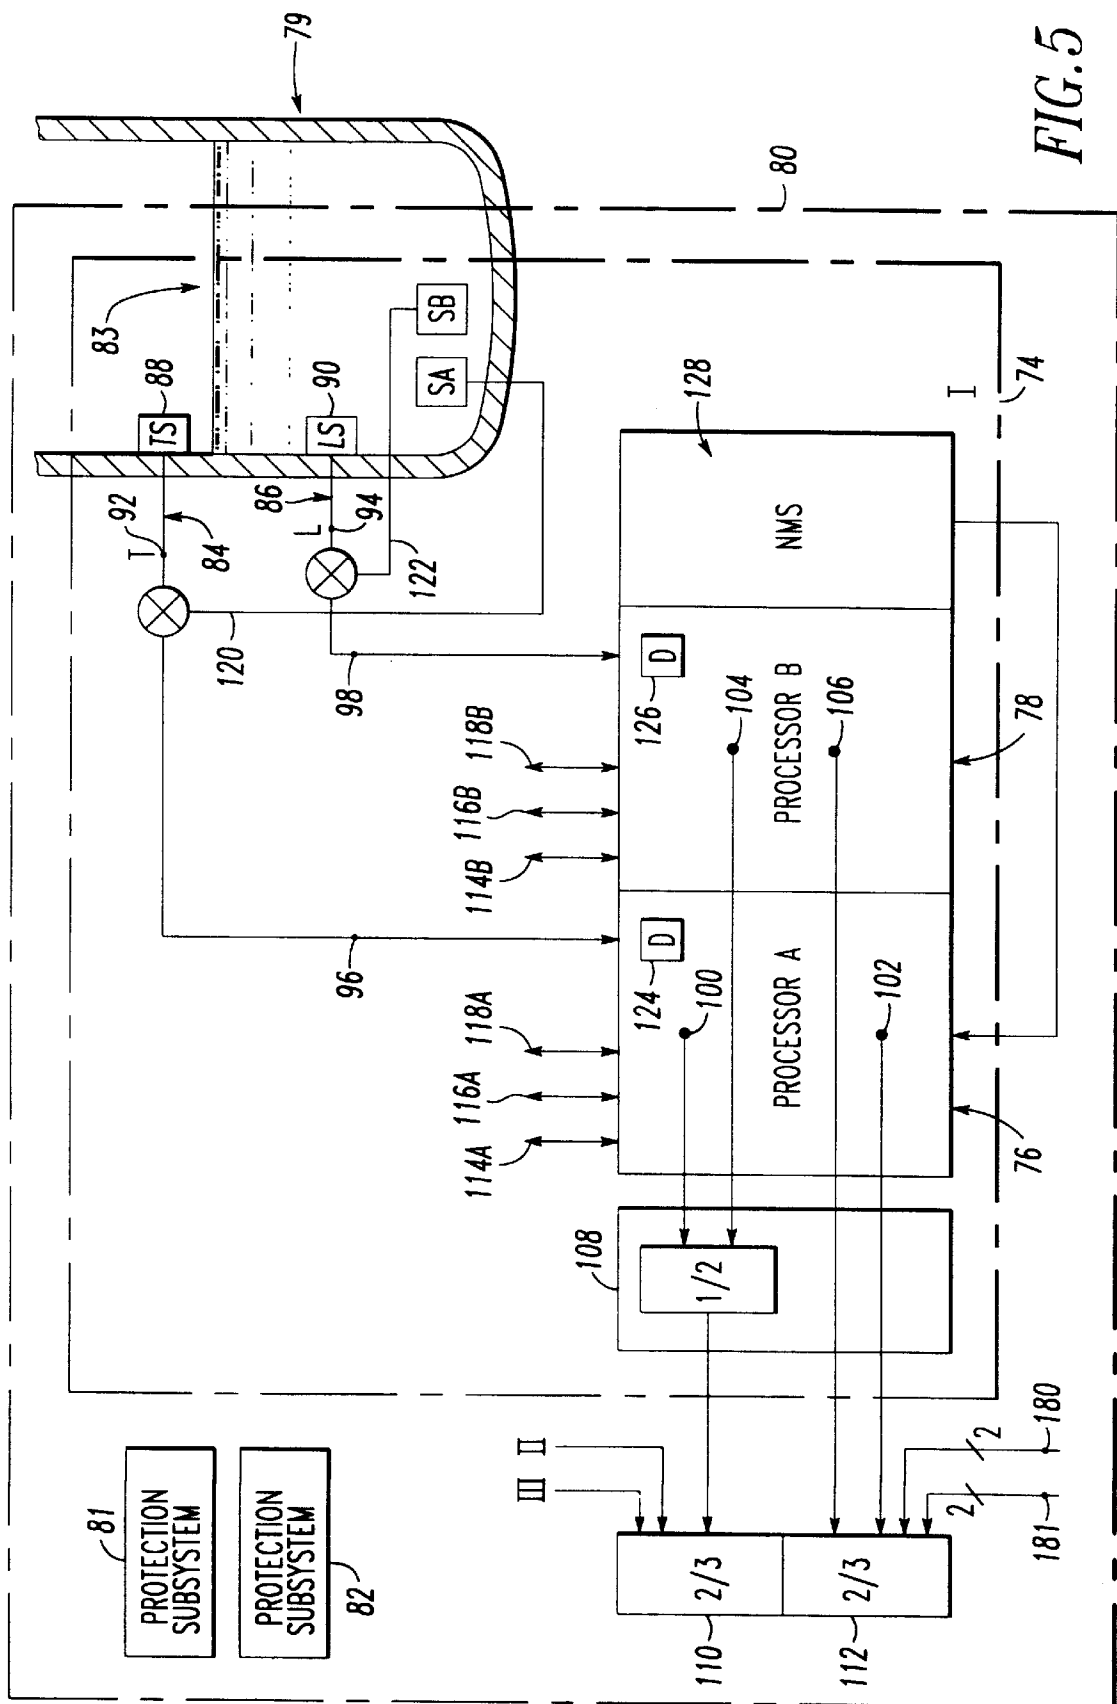 79
83
TS
88
T
92
84
LS
90
86
L
94
SA
SB
80
120
122
81
PROTECTION
SUBSYSTEM
PROTECTION
SUBSYSTEM
82
96
98
114A
116A
118A
114B
116B
118B
108
1/2
124
D
100
PROCESSOR A
102
126
D
104
PROCESSOR B
106
NMS
128
I
74
76
78
III
II
2/3
2/3
110
112
2
2
181
180
FIG.5